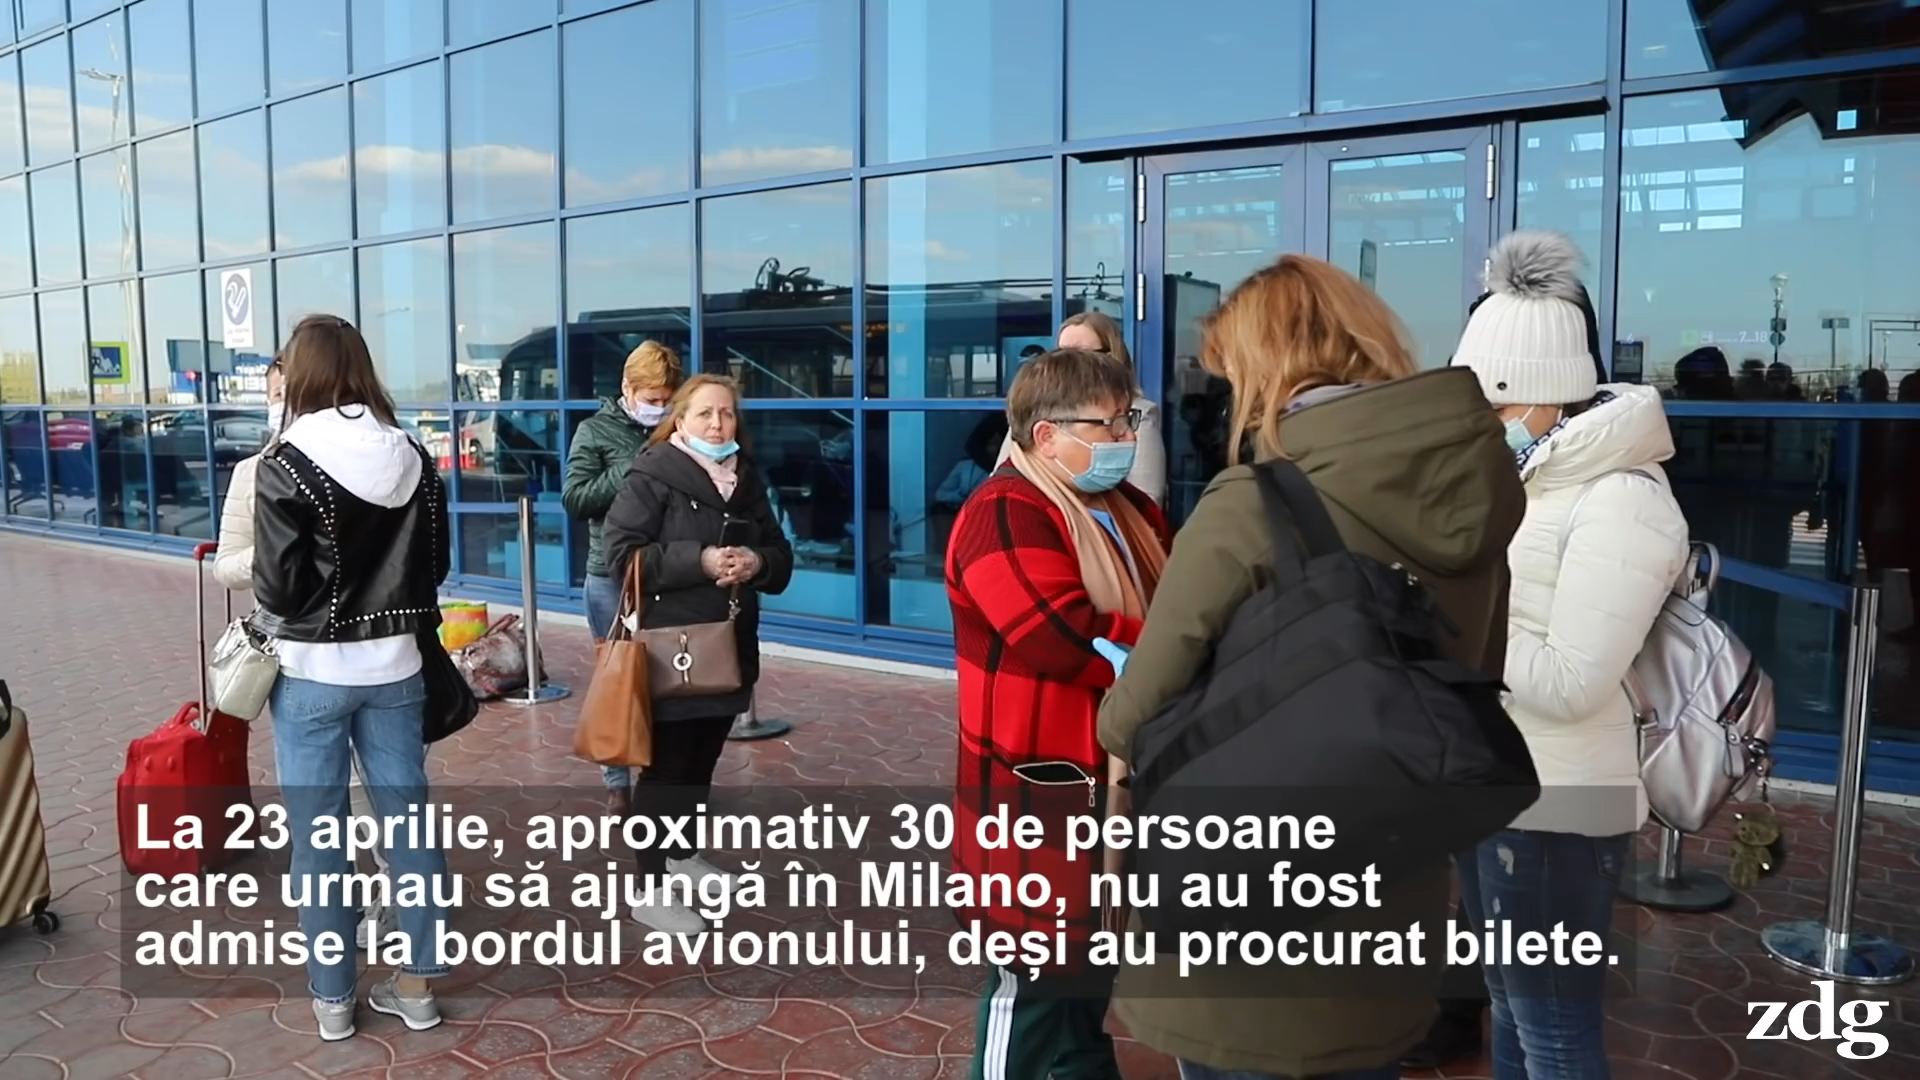 La 23 aprilie, aproximativ 30 de persoane
care urmau să ajungă în Milano, nu au fost
admise la bordul avionului, deși au procurat bilete.
zdg